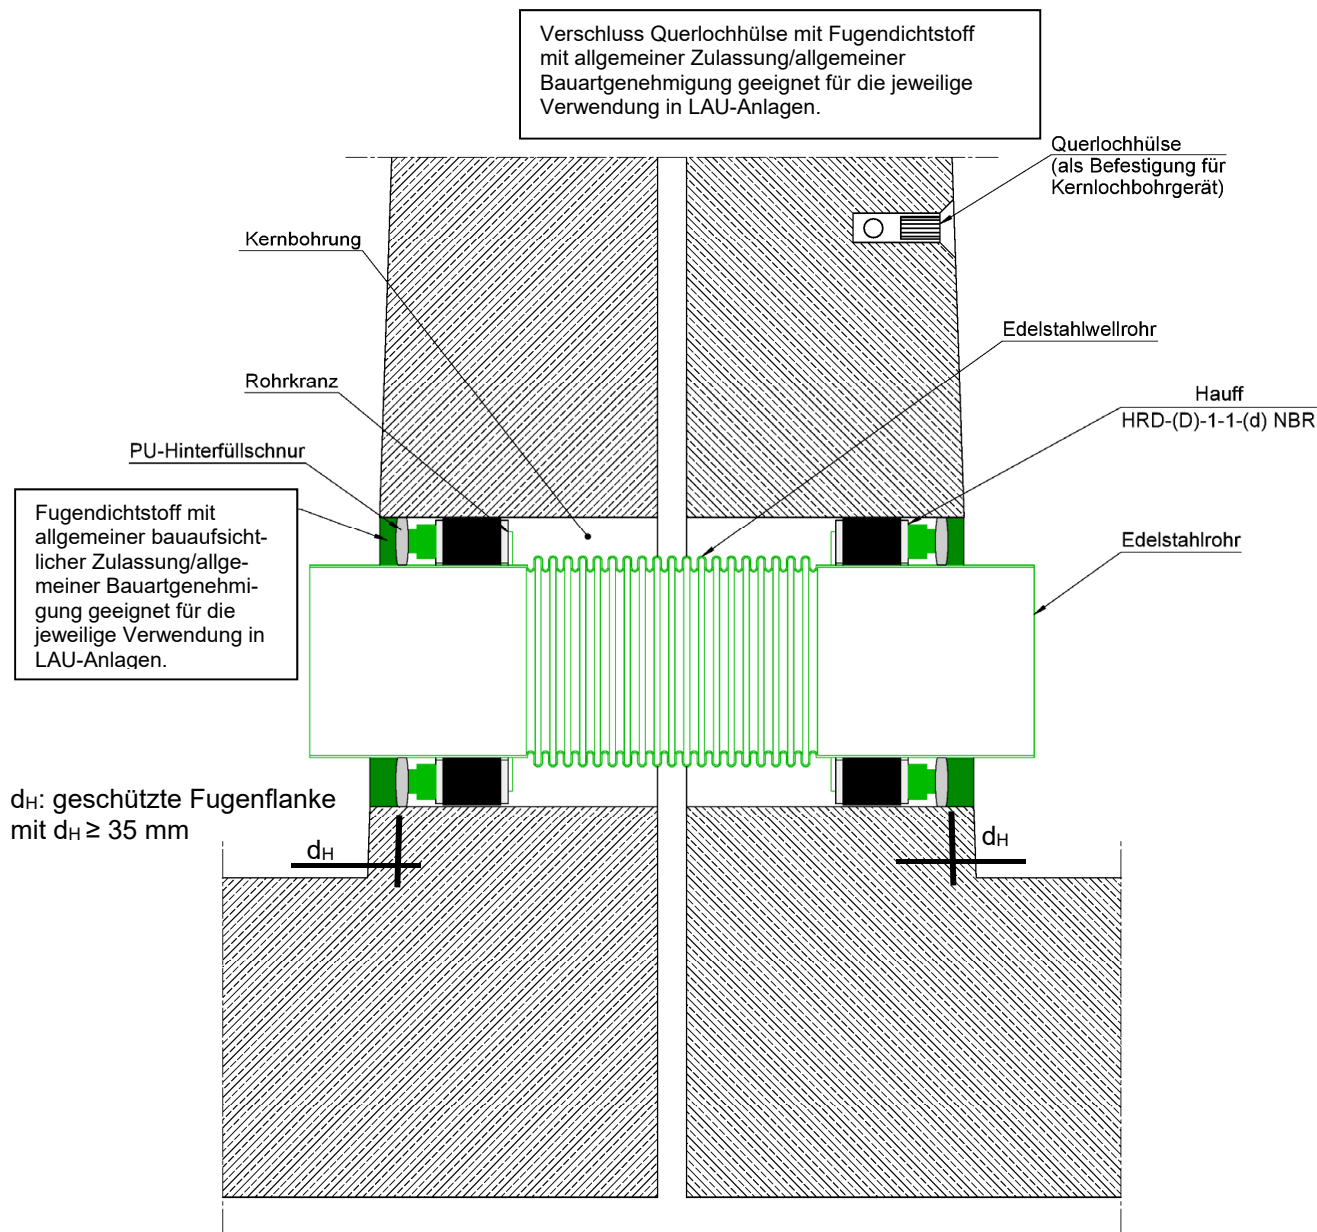 Verschluss Querlochhülse mit Fugendichtstoff
mit allgemeiner Zulassung/allgemeiner
Bauartgenehmigung geeignet für die jeweilige
Verwendung in LAU-Anlagen.
Querlochhülse
(als Befestigung für
Kernlochbohrgerät)
Kernbohrung
Edelstahlwellrohr
Rohrkranz
Hauff
HRD-(D)-1-1-(d) NBR
PU-Hinterfüllschnur
Fugendichtstoff mit
allgemeiner bauaufsicht-
licher Zulassung/allge-
meiner Bauartgenehmi-
gung geeignet für die
jeweilige Verwendung in
LAU-Anlagen.
Edelstahlrohr
dH: geschützte Fugenflanke
mit dH ≥ 35 mm
dH
dH